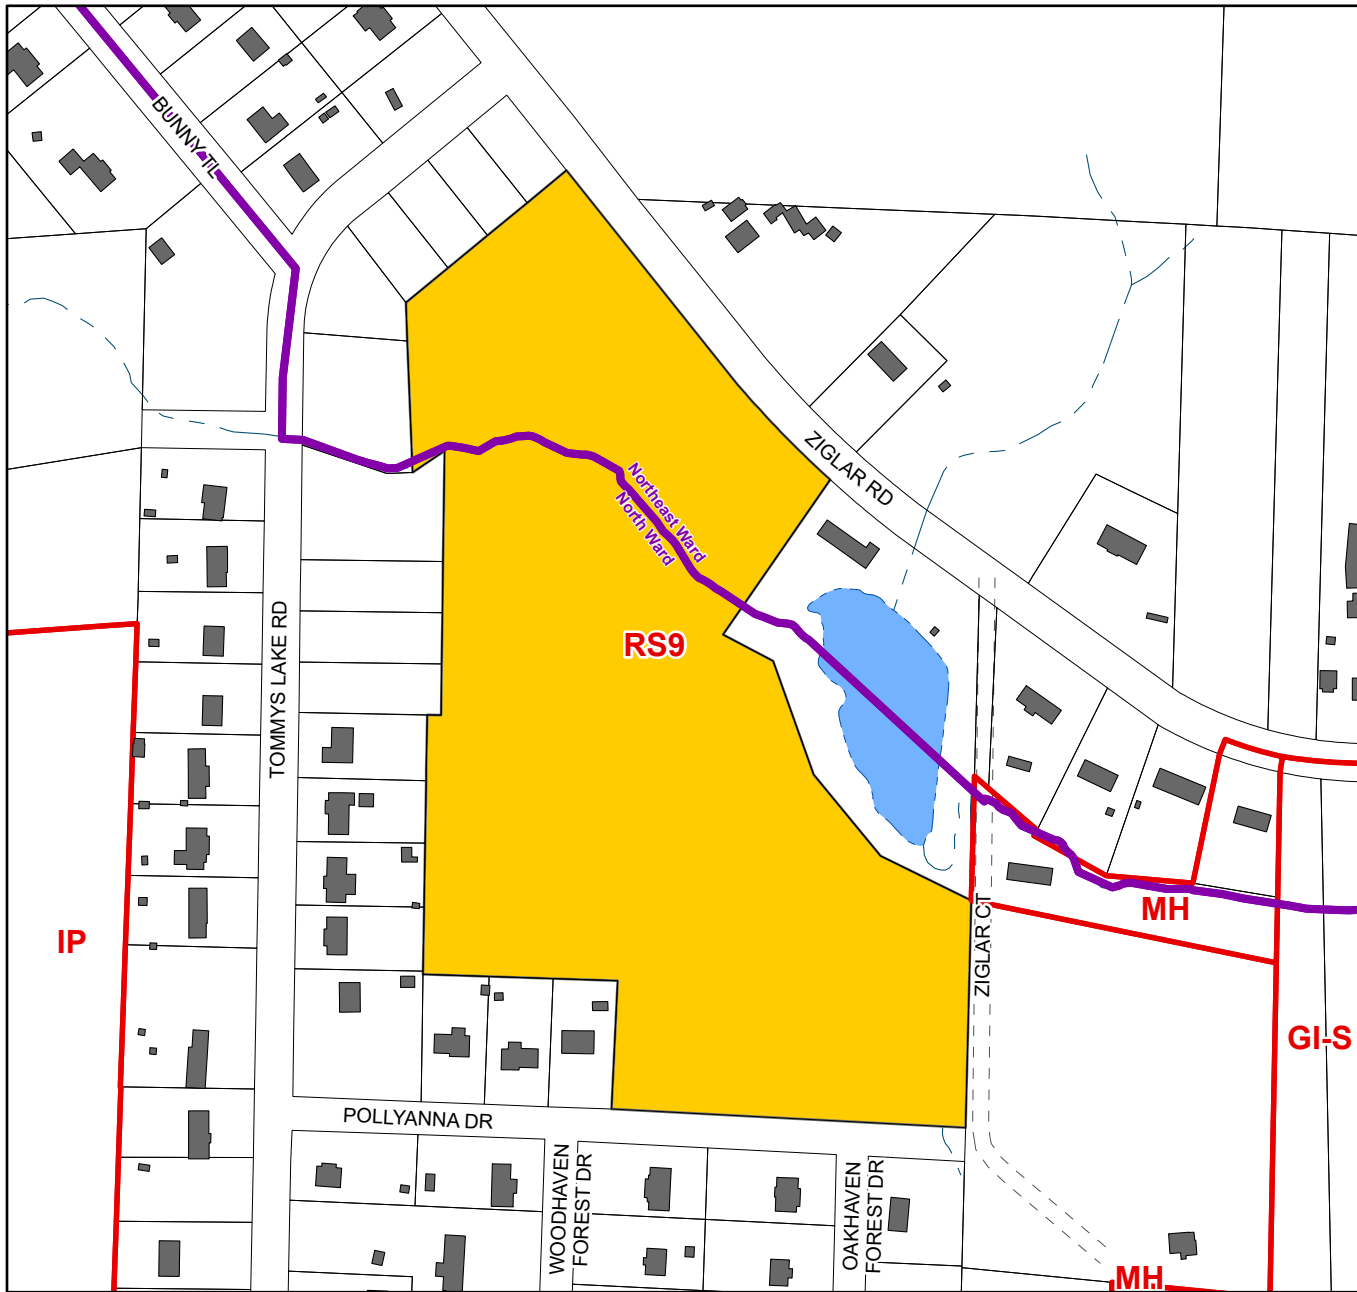 BUNNY TL
ZIGLAR RD
Northeast Ward
North Ward
TOMMYS LAKE RD
RS9
MH
ZIGLAR CT
IP
GI-S
POLLYANNA DR
WOODHAVEN
FOREST DR
OAKHAVEN
FOREST DR
MH